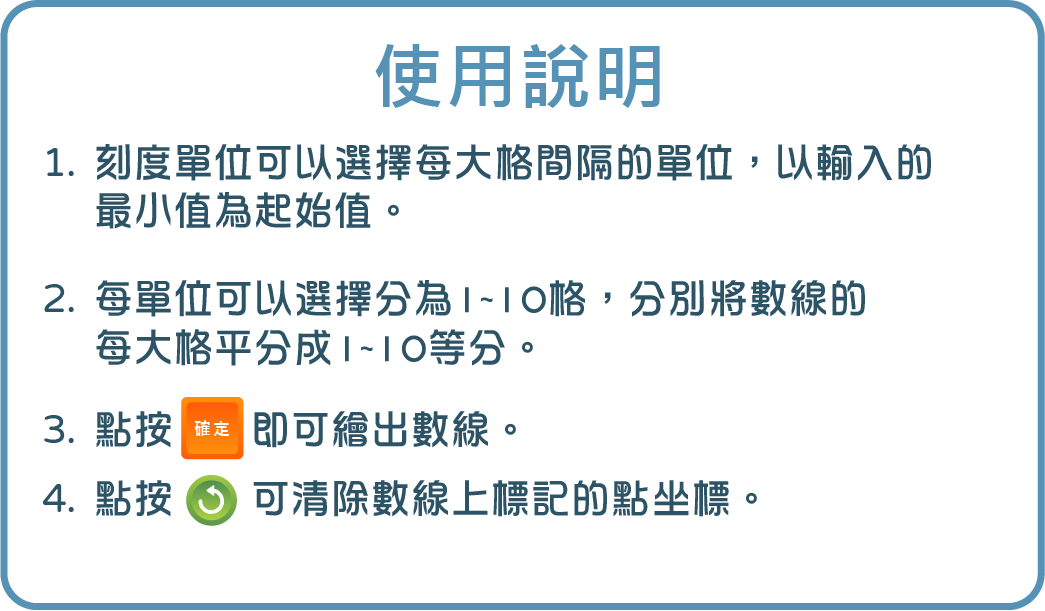 使用說明
1. 刻度單位可以選擇每大格間隔的單位，以輸入的
最小值為起始值。
2. 每單位可以選擇分為1~10格，分別將數線的
每大格平分成1~10等分。
3. 點按 確定 即可繪出數線。
4. 點按 可清除數線上標記的點坐標。